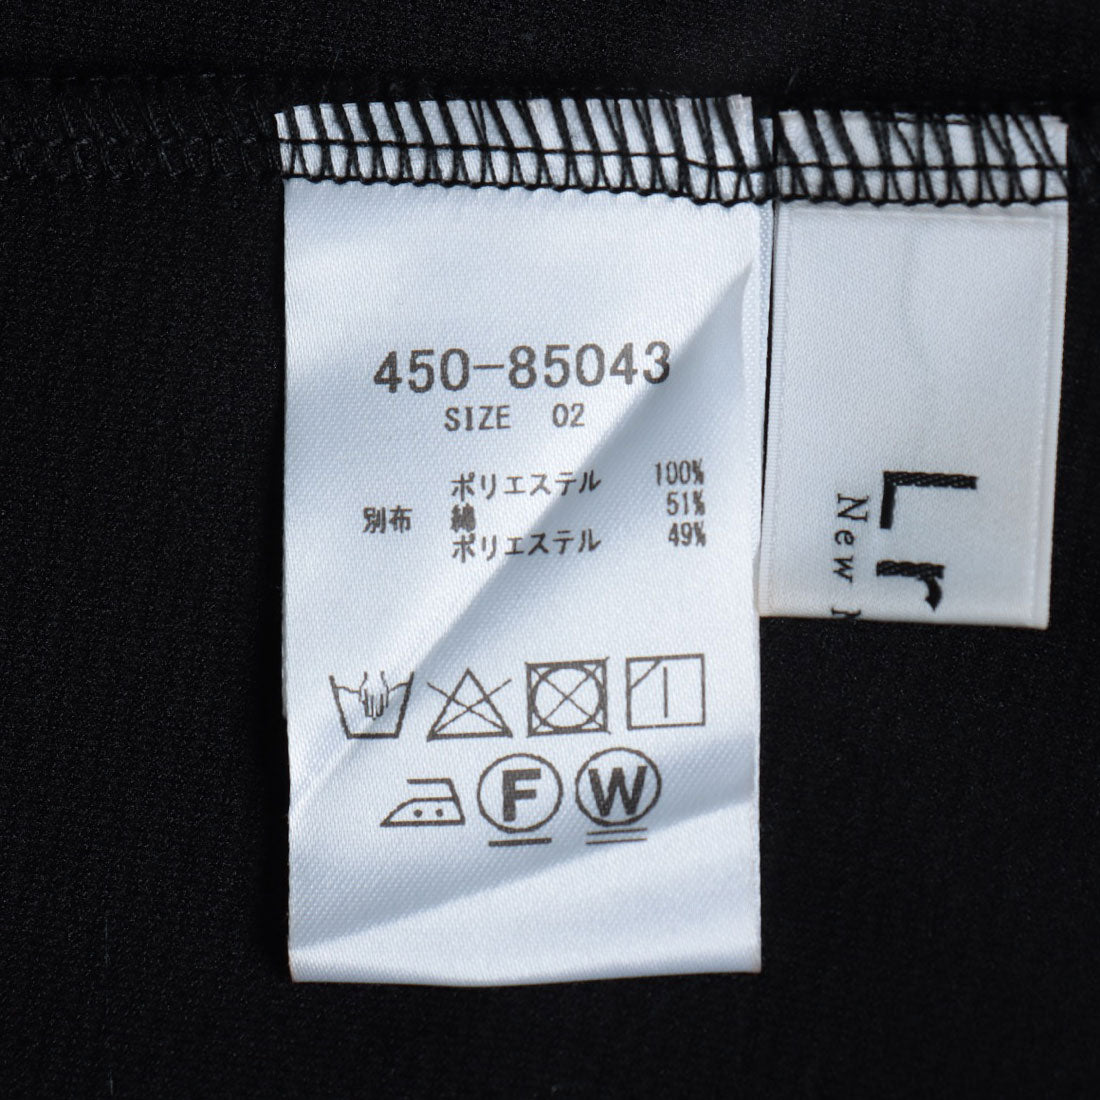 450-85043
SIZE 02
ポリエステル 100%
別布 綿 51%
ポリエステル 49%
F W
Lr
New